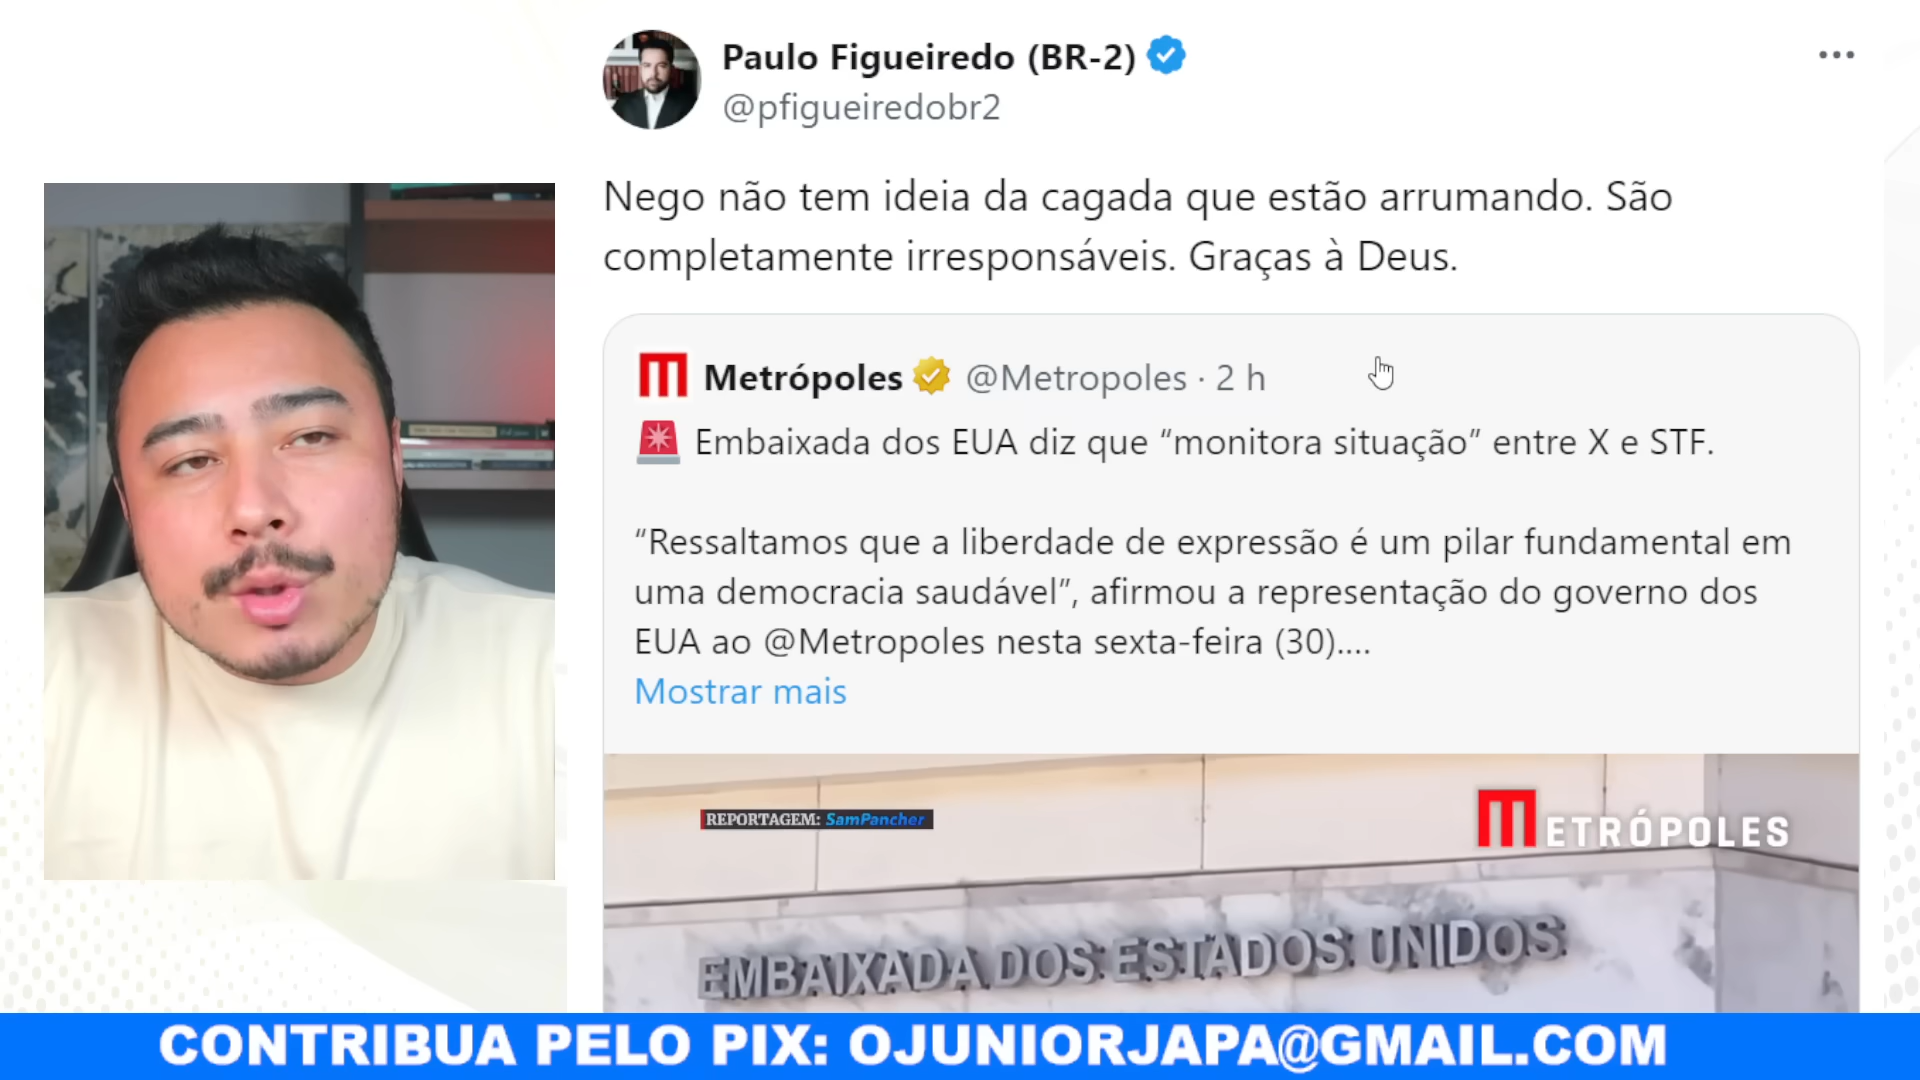 Paulo Figueiredo (BR-2)
@pfigueiredobr2
Nego não tem ideia da cagada que estão arrumando. São
completamente irresponsáveis. Graças à Deus.
Metrópoles @Metropoles · 2 h
Embaixada dos EUA diz que “monitora situação” entre X e STF.
“Ressaltamos que a liberdade de expressão é um pilar fundamental em
uma democracia saudável”, afirmou a representação do governo dos
EUA ao @Metropoles nesta sexta-feira (30)....
Mostrar mais
REPORTAGEM: SamPancher
METRÓPOLES
EMBAIXADA DOS ESTADOS UNIDOS
CONTRIBUA PELO PIX: OJUNIORJAPA@GMAIL.COM